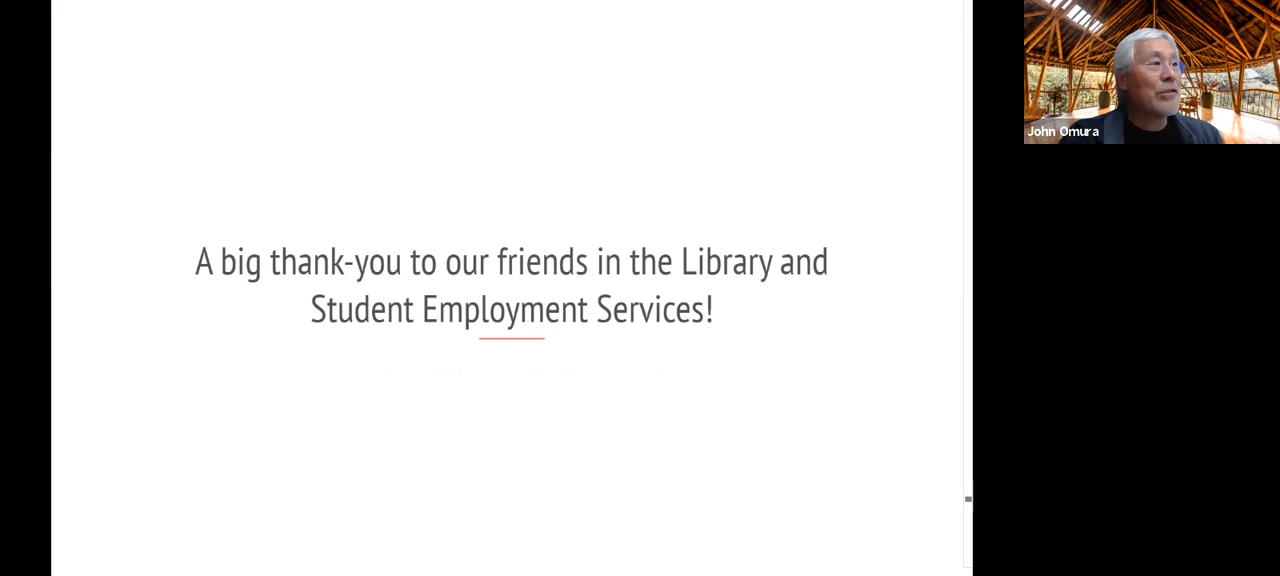 A big thank-you to our friends in the Library and
Student Employment Services!
John Omura